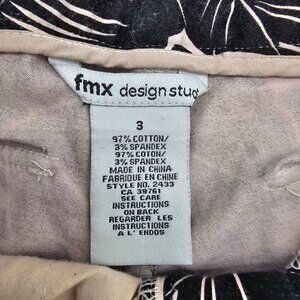 fmx design stud
3
97% COTTON/
3% SPANDEX
97% COTTON/
3% SPANDEX
MADE IN CHINA
FABRIQUE EN CHINE
STYLE NO. 2433
CA 39761
SEE CARE
INSTRUCTIONS
ON BACK
REGARDER LES
INSTRUCTIONS
A L' ENDOS